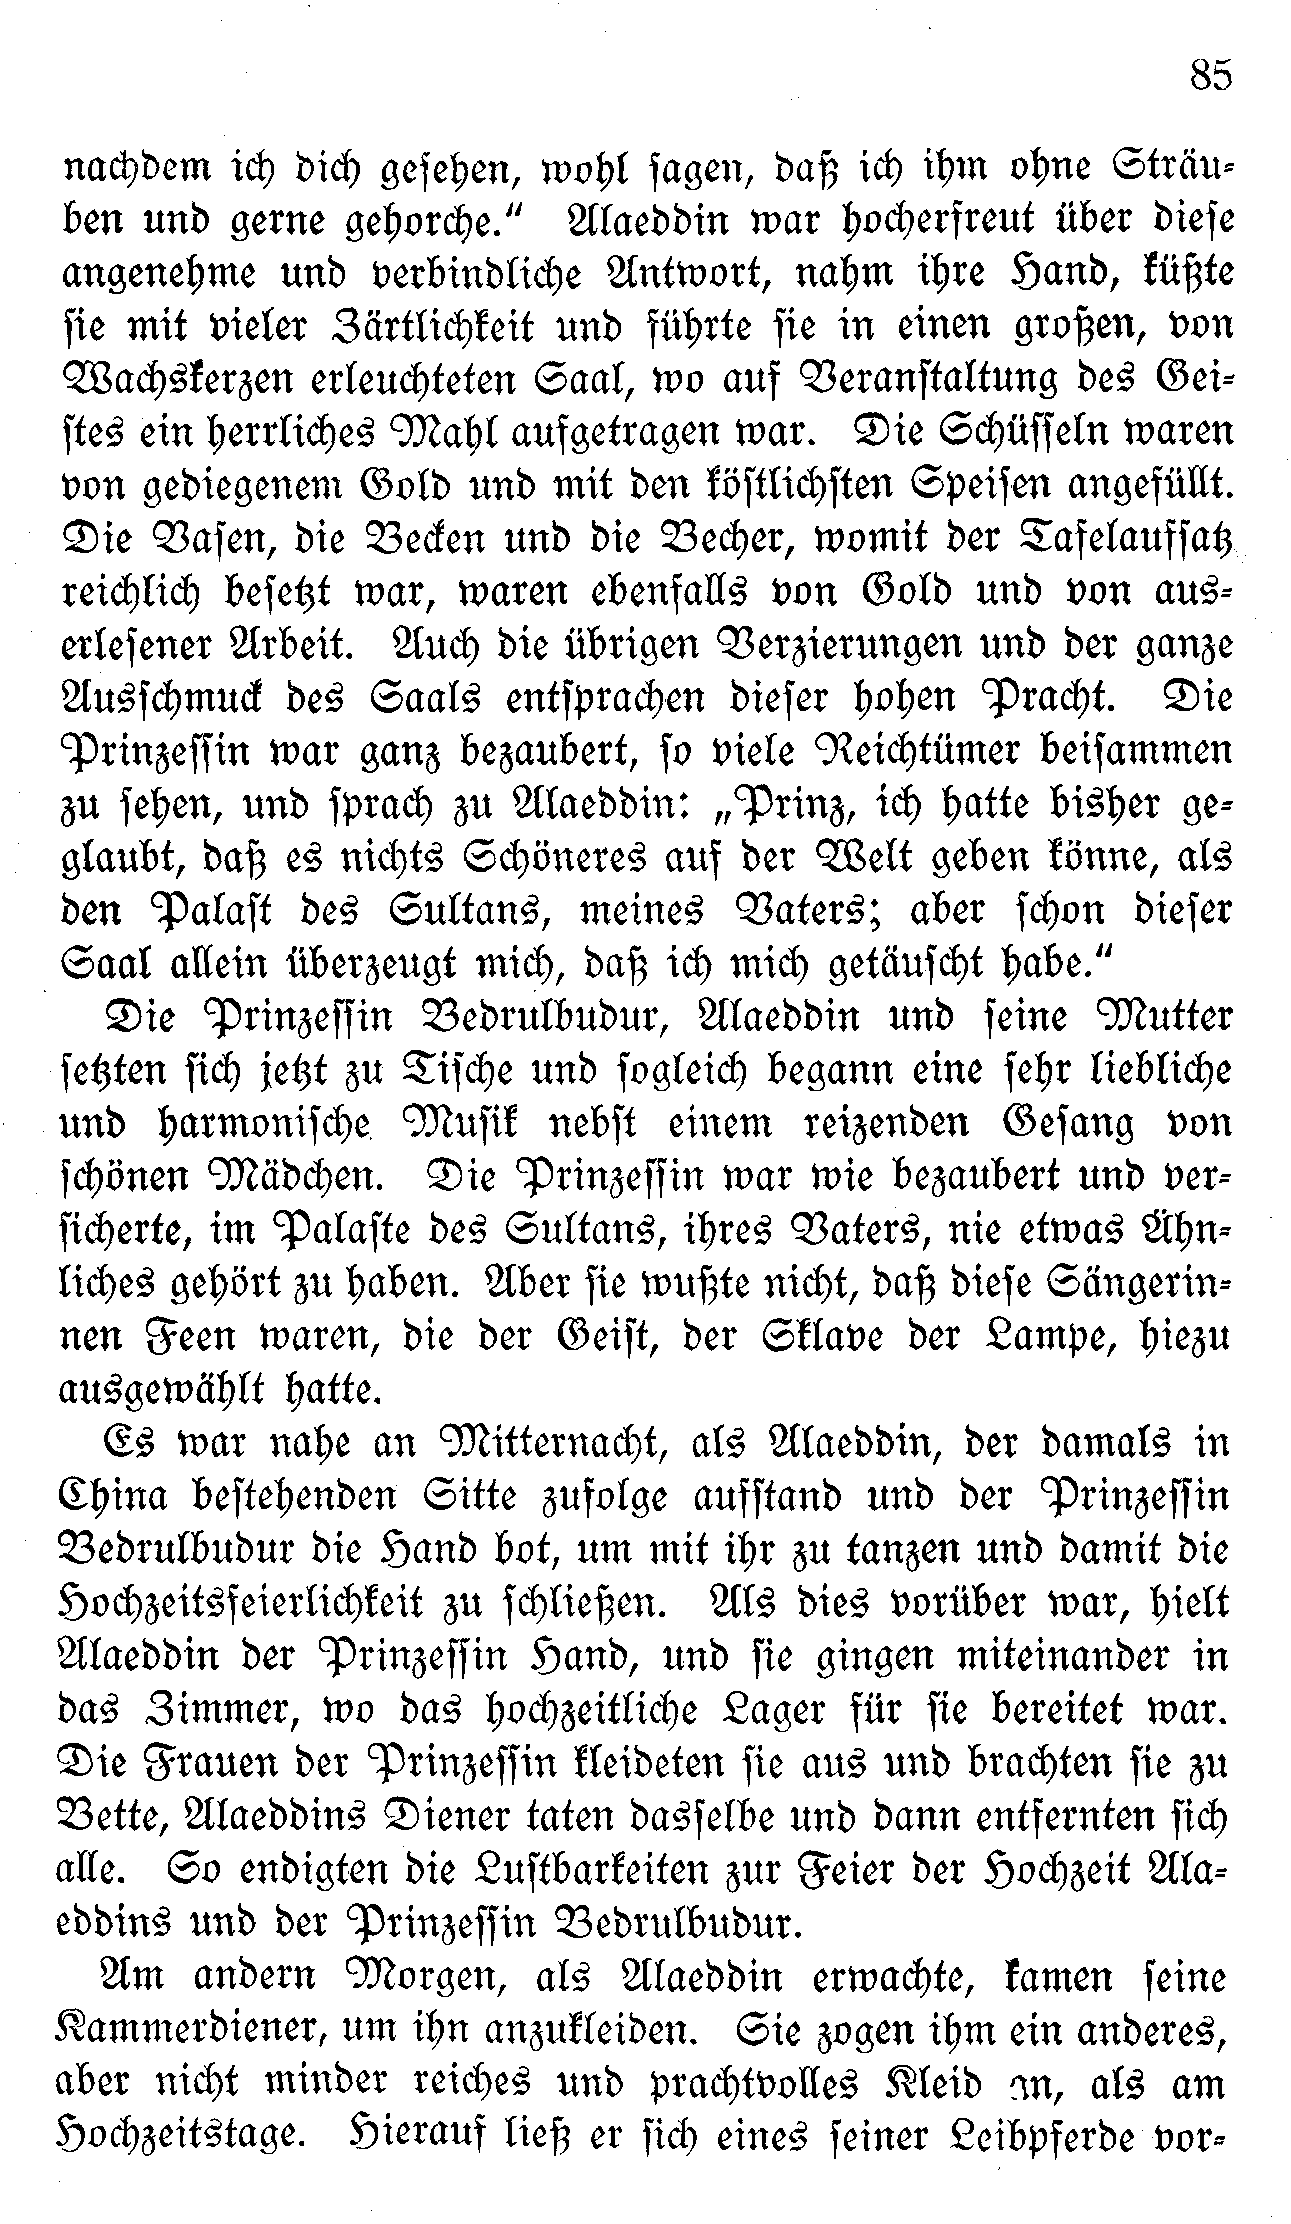 85
nachdem ich dich gesehen, wohl sagen, daß ich ihm ohne Sträu-
ben und gerne gehorche." Alaeddin war hocherfreut über diese
angenehme und verbindliche Antwort, nahm ihre Hand, küßte
sie mit vieler Zärtlichkeit und führte sie in einen großen, von
Wachskerzen erleuchteten Saal, wo auf Veranstaltung des Gei-
stes ein herrliches Mahl aufgetragen war. Die Schüsseln waren
von gediegenem Gold und mit den köstlichsten Speisen angefüllt.
Die Vasen, die Becken und die Becher, womit der Tafelaufsatz
reichlich besetzt war, waren ebenfalls von Gold und von aus-
erlesener Arbeit. Auch die übrigen Verzierungen und der ganze
Ausschmuck des Saals entsprachen dieser hohen Pracht. Die
Prinzessin war ganz bezaubert, so viele Reichtümer beisammen
zu sehen, und sprach zu Alaeddin: „Prinz, ich hatte bisher ge-
glaubt, daß es nichts Schöneres auf der Welt geben könne, als
den Palast des Sultans, meines Vaters; aber schon dieser
Saal allein überzeugt mich, daß ich mich getäuscht habe."
Die Prinzessin Bedrulbudur, Alaeddin und seine Mutter
setzten sich jetzt zu Tische und sogleich begann eine sehr liebliche
und harmonische Musik nebst einem reizenden Gesang von
schönen Mädchen. Die Prinzessin war wie bezaubert und ver-
sicherte, im Palaste des Sultans, ihres Vaters, nie etwas Ähn-
liches gehört zu haben. Aber sie wußte nicht, daß diese Sängerin-
nen Feen waren, die der Geist, der Sklave der Lampe, hiezu
ausgewählt hatte.
Es war nahe an Mitternacht, als Alaeddin, der damals in
China bestehenden Sitte zufolge aufstand und der Prinzessin
Bedrulbudur die Hand bot, um mit ihr zu tanzen und damit die
Hochzeitsfeierlichkeit zu schließen. Als dies vorüber war, hielt
Alaeddin der Prinzessin Hand, und sie gingen miteinander in
das Zimmer, wo das hochzeitliche Lager für sie bereitet war.
Die Frauen der Prinzessin kleideten sie aus und brachten sie zu
Bette, Alaeddins Diener taten dasselbe und dann entfernten sich
alle. So endigten die Lustbarkeiten zur Feier der Hochzeit Ala-
eddins und der Prinzessin Bedrulbudur.
Am andern Morgen, als Alaeddin erwachte, kamen seine
Kammerdiener, um ihn anzukleiden. Sie zogen ihm ein anderes,
aber nicht minder reiches und prachtvolles Kleid an, als am
Hochzeitstage. Hierauf ließ er sich eines seiner Leibpferde vor-